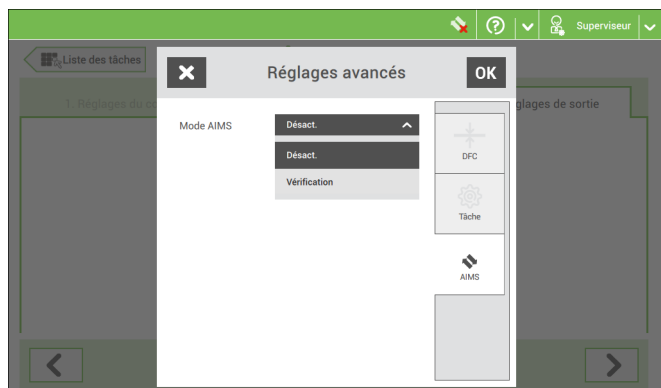 Superviseur
Liste des tâches
Réglages avancés
OK
1. Réglages du co
glages de sortie
Mode AIMS
Désact.
Désact.
Vérification
DFC
Tâche
AIMS